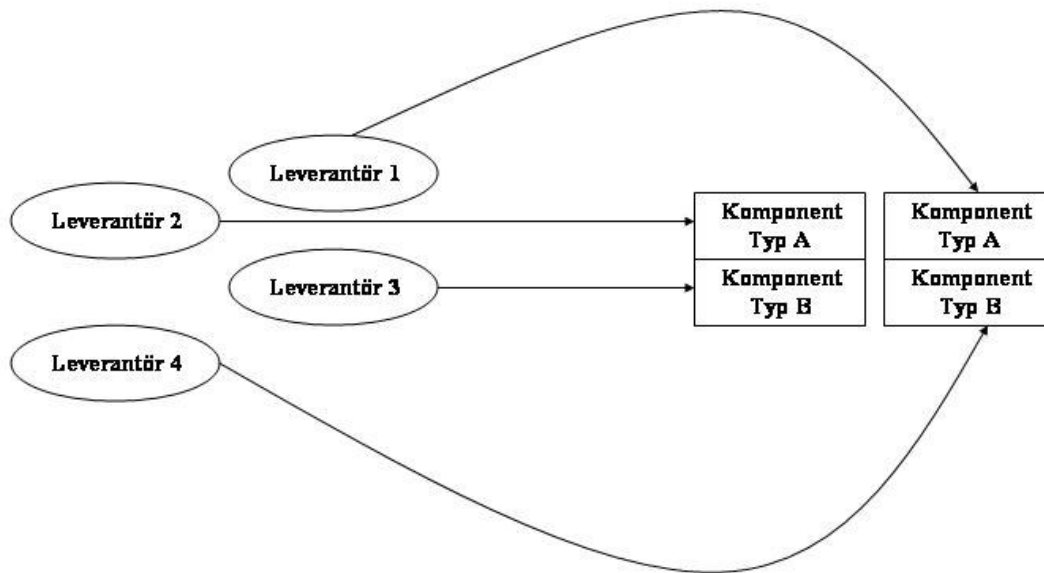 Leverantör 1
Leverantör 2
Komponent
Typ A
Komponent
Typ A
Leverantör 3
Komponent
Typ B
Komponent
Typ B
Leverantör 4